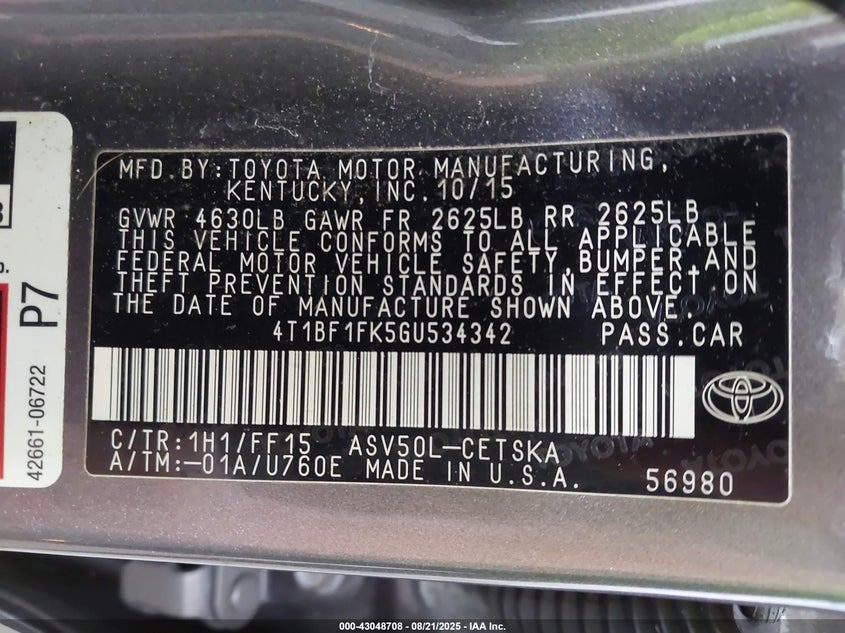 MFD.BY:TOYOTA MOTOR MANUFACTURING,
KENTUCKY,INC.10/15
GVWR 4630LB GAWR FR 2625LB RR 2625LB
THIS VEHICLE CONFORMS TO ALL APPLICABLE
FEDERAL MOTOR VEHICLE SAFETY,BUMPER,AND
THEFT PREVENTION STANDARDS IN EFFECT ON
THE DATE OF MANUFACTURE SHOWN ABOVE.
4T1BF1FK5GU534342 PASS.CAR
C/TR:1H1/FF15 ASV50L-CETSKA
A/TM:-01A/U760E MADE IN U.S.A.
56980
P7
42661-06722
000-43048708 - 08/21/2025 - IAA Inc.